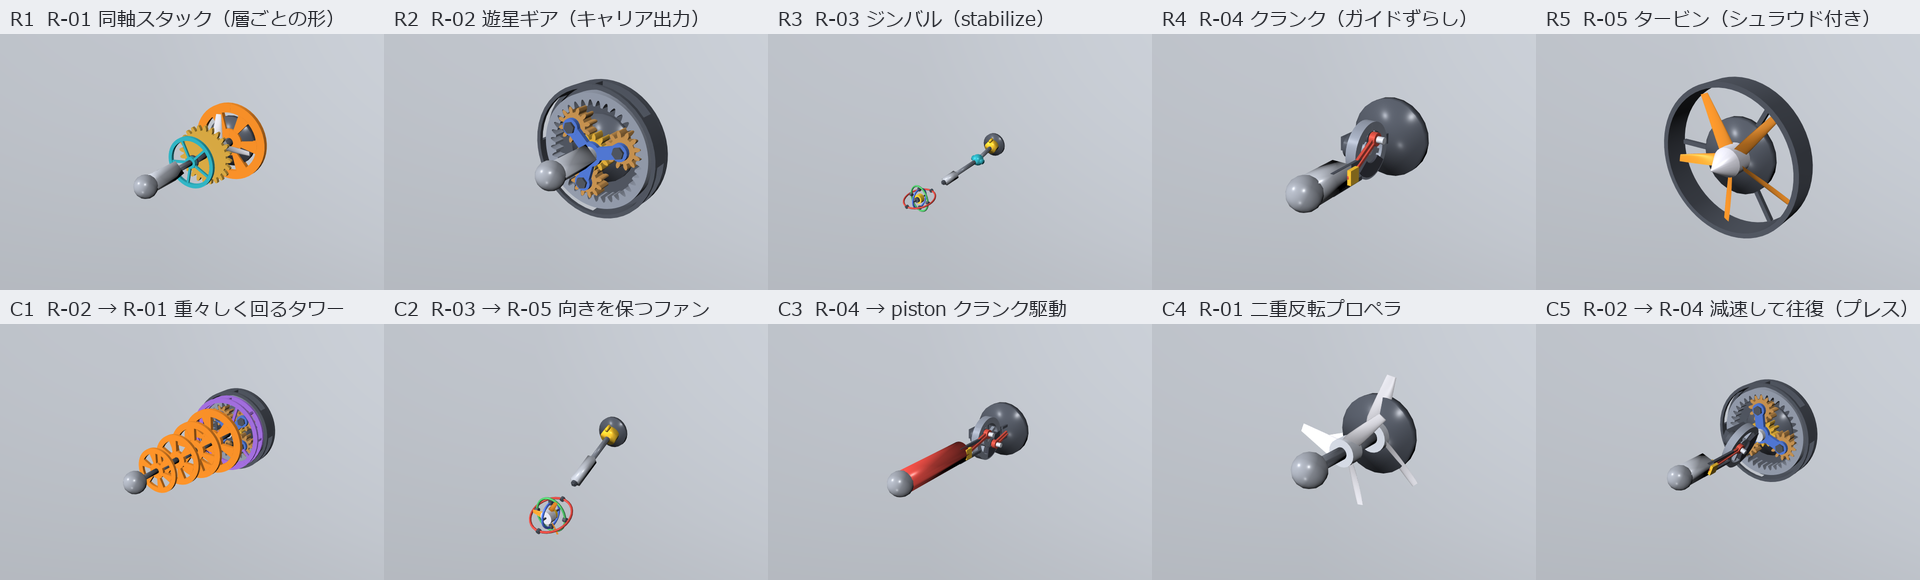 R1 R-01 同軸スタック（層ごとの形）
R2 R-02 遊星ギア（キャリア出力）
R3 R-03 ジンバル（stabilize）
R4 R-04 クランク（ガイドずらし）
R5 R-05 タービン（シュラウド付き）
C1 R-02 → R-01 重々しく回るタワー
C2 R-03 → R-05 向きを保つファン
C3 R-04 → piston クランク駆動
C4 R-01 二重反転プロペラ
C5 R-02 → R-04 減速して往復（プレス）